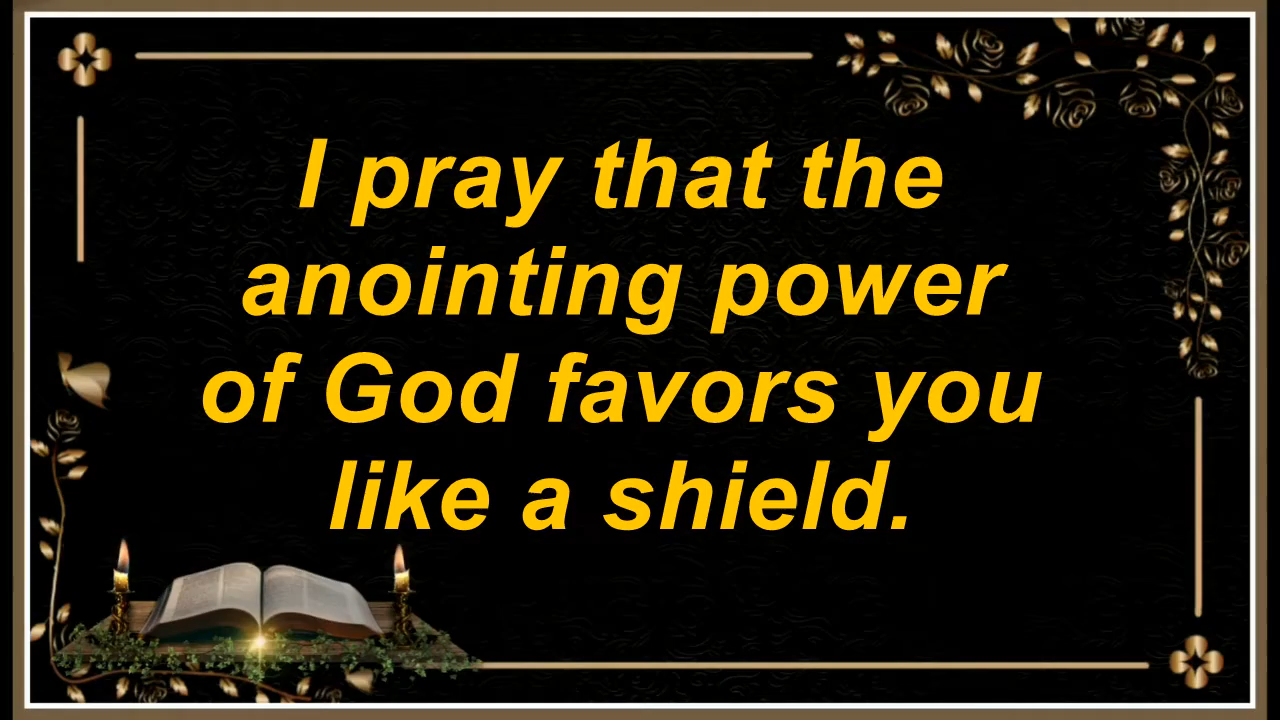 I pray that the
anointing power
of God favors you
like a shield.